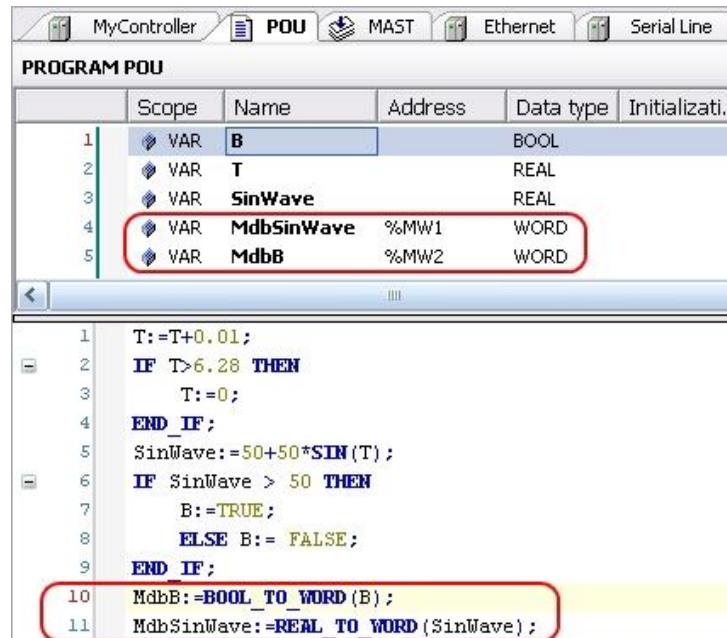 MyController POU MAST Ethernet Serial Line
PROGRAM POU
Scope Name Address Data type Initializati.
1 VAR B BOOL
2 VAR T REAL
3 VAR SinWave REAL
4 VAR MdbSinWave %MW1 WORD
5 VAR MdbB %MW2 WORD
1 T:=T+0.01;
2 IF T>6.28 THEN
3 T:=0;
4 END_IF;
5 SinWave:=50+50*SIN(T);
6 IF SinWave > 50 THEN
7 B:=TRUE;
8 ELSE B:= FALSE;
9 END_IF;
10 MdbB:=BOOL_TO_WORD(B);
11 MdbSinWave:=REAL_TO_WORD(SinWave);